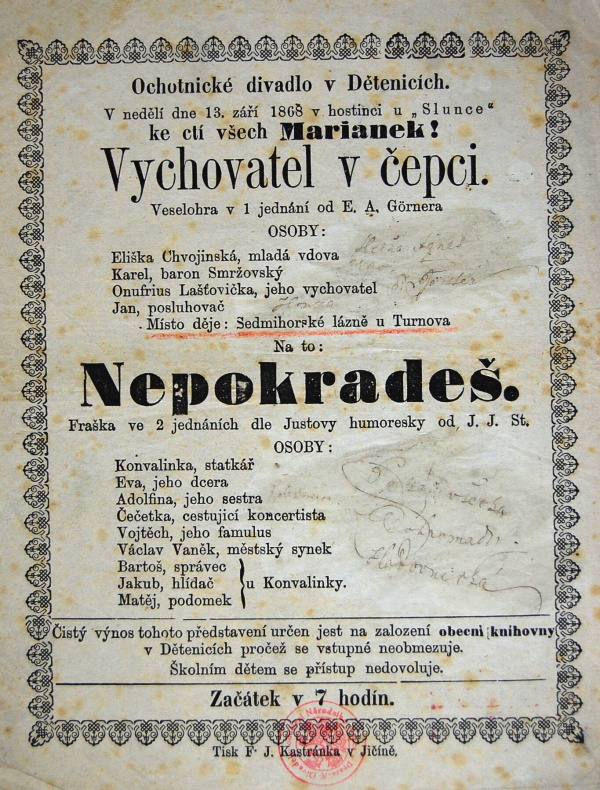 Ochotnické divadlo v Dětenicích.
V nedělí dne 13. září 1868 v hostinci u „Slunce“
ke ctí všech Marianek!
Vychovatel v čepci.
Veselohra v 1 jednání od E. A. Görnera
OSOBY:
Eliška Chvojinská, mladá vdova
Karel, baron Smržovský
Onufrius Lašťovička, jeho vychovatel
Jan, posluhovač
Místo děje: Sedmihorské lázně u Turnova
Na to:
Nepokradeš.
Fraška ve 2 jednáních dle Justovy humoresky od J. J. St.
OSOBY:
Konvalinka, statkář
Eva, jeho dcera
Adolfina, jeho sestra
Čečetka, cestující koncertista
Vojtěch, jeho famulus
Václav Vaněk, městský synek
Bartoš, správec
Jakub, hlídač
u Konvalinky.
Matěj, podomek
Čistý výnos tohoto představení určen jest na zalození obecní knihovny
v Dětenicích pročež se vstupné neobmezuje.
Školním dětem se přístup nedovoluje.
Začátek v 7 hodín.
Tisk F. J. Kastránka v Jičíně.